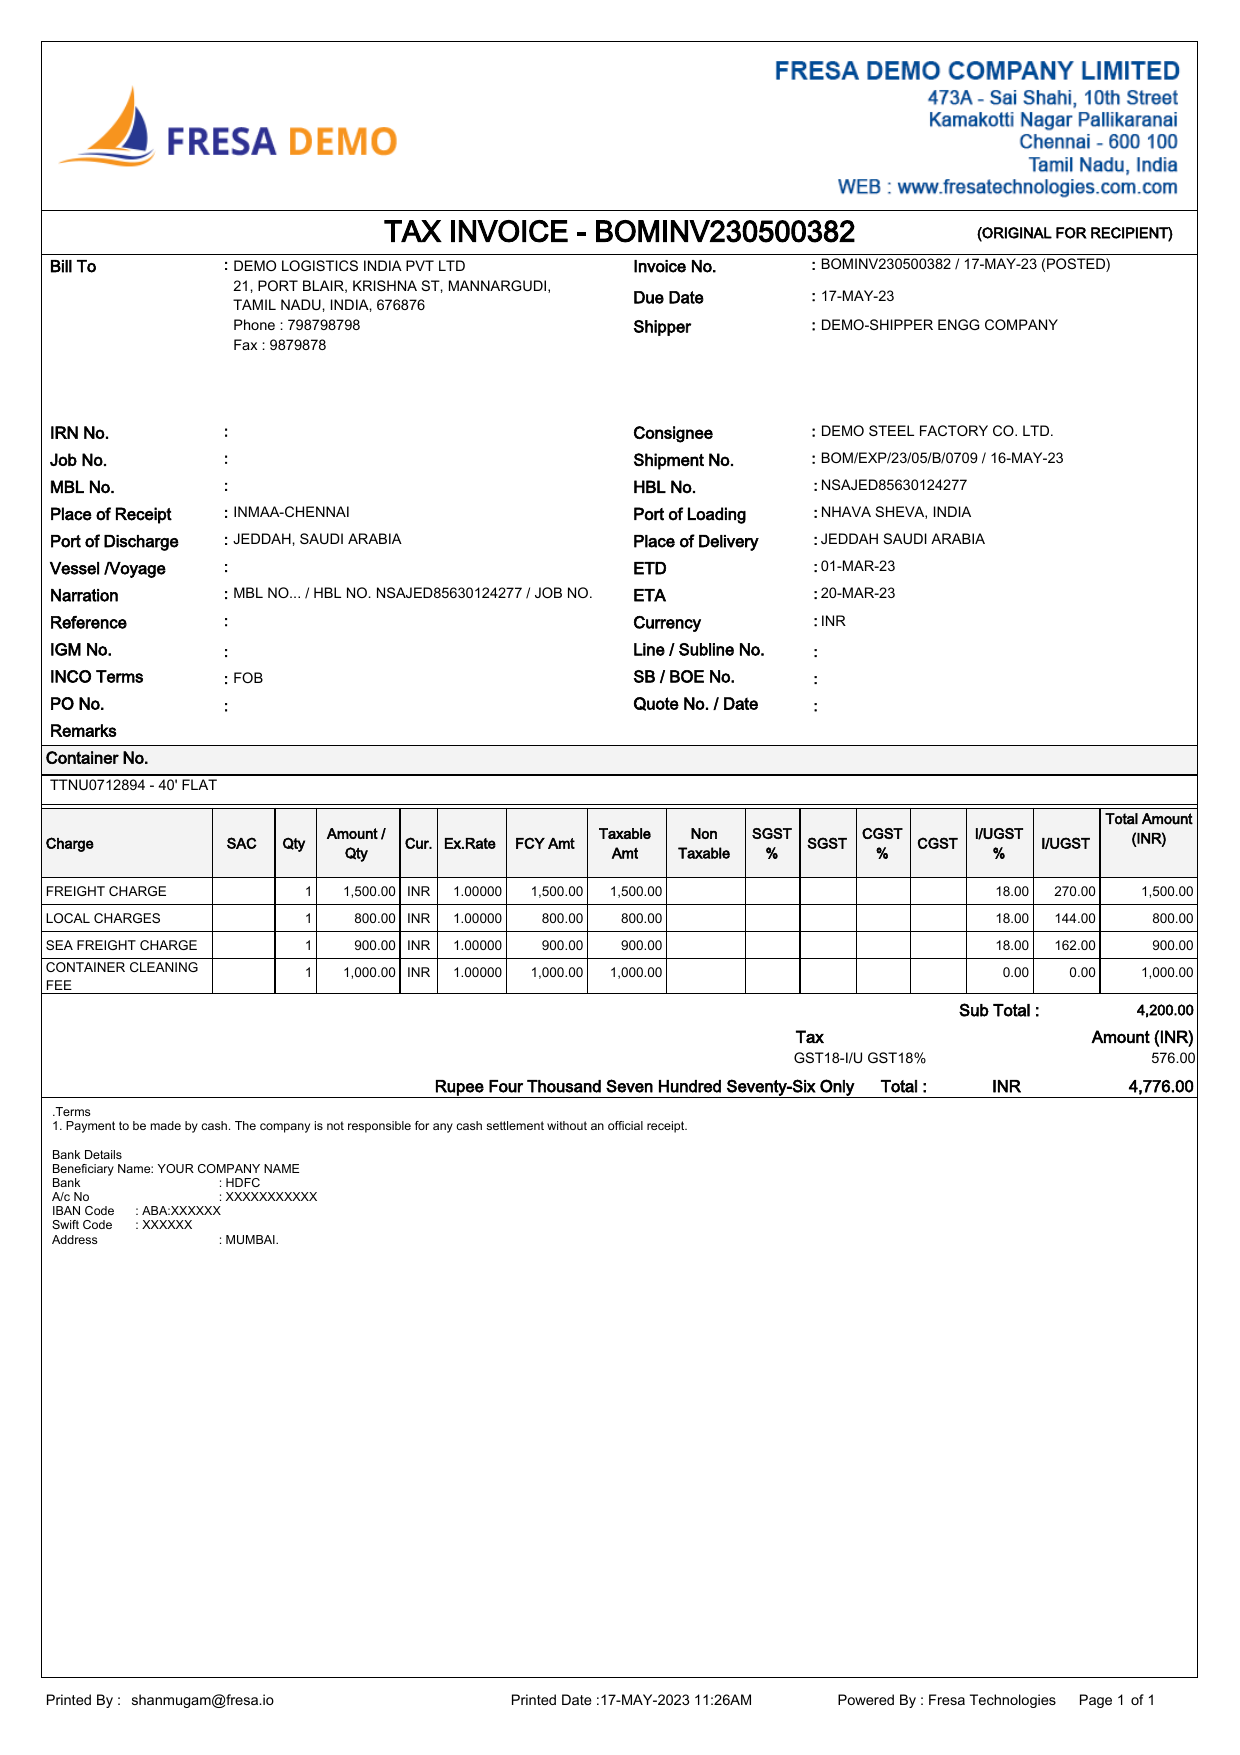 FRESA DEMO
FRESA DEMO COMPANY LIMITED
473A - Sai Shahi, 10th Street
Kamakotti Nagar Pallikaranai
Chennai - 600 100
Tamil Nadu, India
WEB : www.fresatechnologies.com.com
TAX INVOICE - BOMINV230500382 (ORIGINAL FOR RECIPIENT)
Bill To : DEMO LOGISTICS INDIA PVT LTD
21, PORT BLAIR, KRISHNA ST, MANNARGUDI,
TAMIL NADU, INDIA, 676876
Phone : 798798798
Fax : 9879878
Invoice No. : BOMINV230500382 / 17-MAY-23 (POSTED)
Due Date : 17-MAY-23
Shipper : DEMO-SHIPPER ENGG COMPANY
IRN No. : Consignee : DEMO STEEL FACTORY CO. LTD.
Job No. : Shipment No. : BOM/EXP/23/05/B/0709 / 16-MAY-23
MBL No. : HBL No. : NSAJED85630124277
Place of Receipt : INMAA-CHENNAI Port of Loading : NHAVA SHEVA, INDIA
Port of Discharge : JEDDAH, SAUDI ARABIA Place of Delivery : JEDDAH SAUDI ARABIA
Vessel /Voyage : ETD : 01-MAR-23
Narration : MBL NO... / HBL NO. NSAJED85630124277 / JOB NO. ETA : 20-MAR-23
Reference : Currency : INR
IGM No. : Line / Subline No. :
INCO Terms : FOB SB / BOE No. :
PO No. : Quote No. / Date :
Remarks
Container No.
TTNU0712894 - 40' FLAT
Charge SAC Qty Amount / Qty Cur. Ex.Rate FCY Amt Taxable Amt Non Taxable SGST % SGST CGST % CGST I/UGST % I/UGST Total Amount (INR)
FREIGHT CHARGE 1 1,500.00 INR 1.00000 1,500.00 1,500.00 18.00 270.00 1,500.00
LOCAL CHARGES 1 800.00 INR 1.00000 800.00 800.00 18.00 144.00 800.00
SEA FREIGHT CHARGE 1 900.00 INR 1.00000 900.00 900.00 18.00 162.00 900.00
CONTAINER CLEANING FEE 1 1,000.00 INR 1.00000 1,000.00 1,000.00 0.00 0.00 1,000.00
Sub Total : 4,200.00
Tax Amount (INR)
GST18-I/U GST18% 576.00
Rupee Four Thousand Seven Hundred Seventy-Six Only Total : INR 4,776.00
.Terms
1. Payment to be made by cash. The company is not responsible for any cash settlement without an official receipt.
Bank Details
Beneficiary Name: YOUR COMPANY NAME
Bank : HDFC
A/c No : XXXXXXXXXXX
IBAN Code : ABA:XXXXXX
Swift Code : XXXXXX
Address : MUMBAI.
Printed By : shanmugam@fresa.io Printed Date :17-MAY-2023 11:26AM Powered By : Fresa Technologies Page 1 of 1